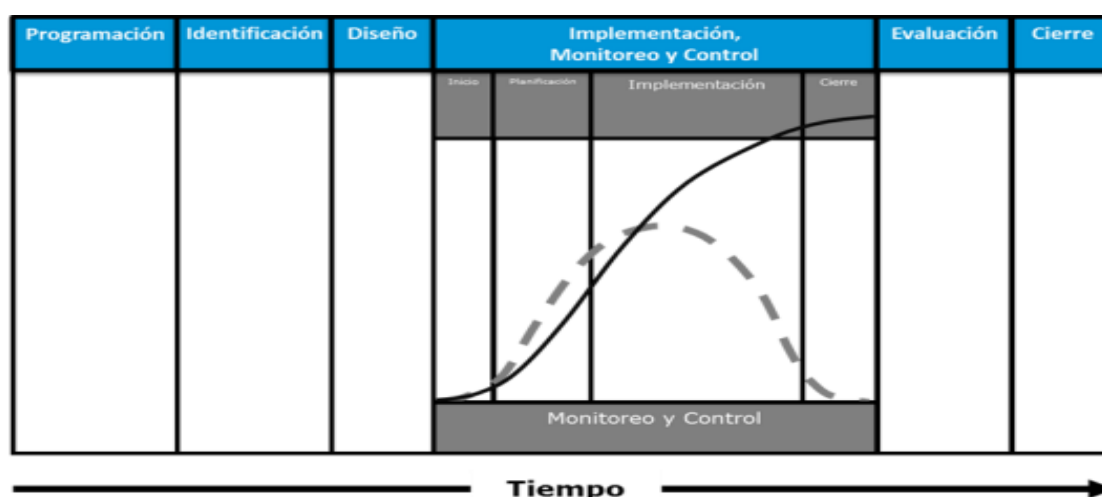 Programación
Identificación
Diseño
Implementación,
Monitoreo y Control
Evaluación
Cierre
Inicio
Planificación
Implementación
Cierre
Monitoreo y Control
Tiempo